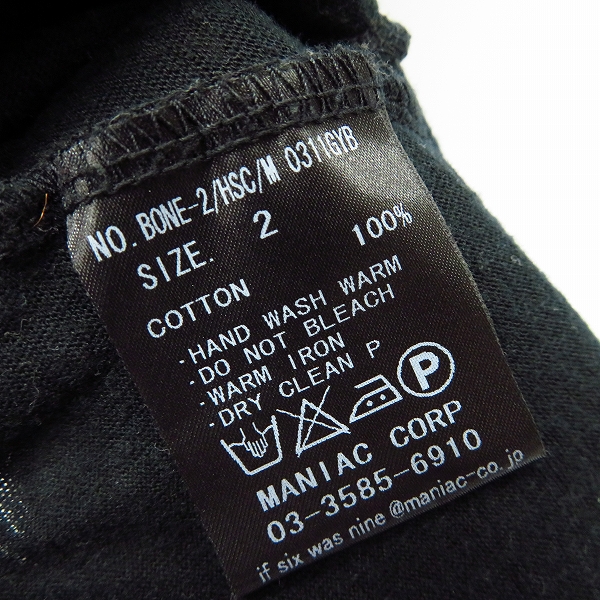 NO. BONE-2/HSC/M 0311GYB
SIZE. 2
COTTON 100%
·HAND WASH WARM
·DO NOT BLEACH
·WARM IRON
·DRY CLEAN P
P
MANIAC CORP
03-3585-6910
if six was nine @maniac-co.jp